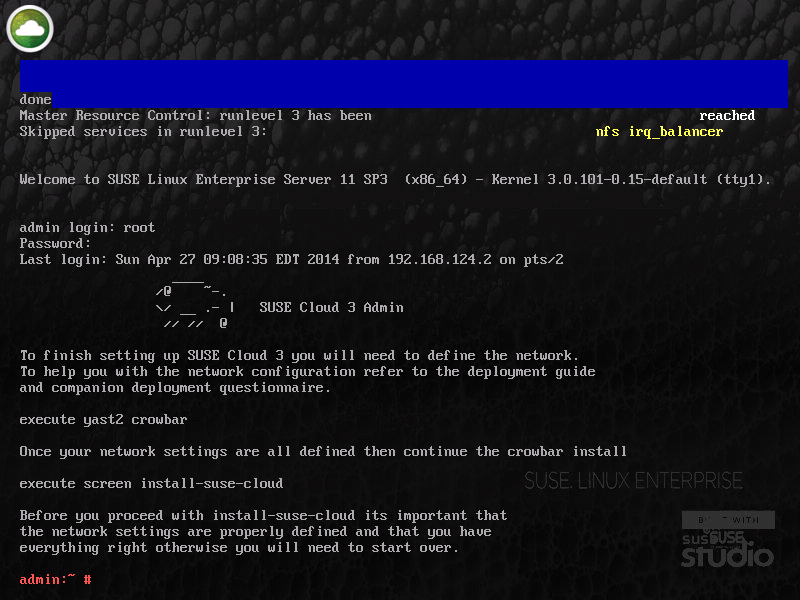 done
Master Resource Control: runlevel 3 has been reached
Skipped services in runlevel 3: nfs irq_balancer
Welcome to SUSE Linux Enterprise Server 11 SP3  (x86_64) - Kernel 3.0.101-0.15-default (tty1).
admin login: root
Password:
Last login: Sun Apr 27 09:08:35 EDT 2014 from 192.168.124.2 on pts/2
SUSE Cloud 3 Admin
To finish setting up SUSE Cloud 3 you will need to define the network.
To help you with the network configuration refer to the deployment guide
and companion deployment questionnaire.
execute yast2 crowbar
Once your network settings are all defined then continue the crowbar install
execute screen install-suse-cloud
SUSE. LINUX ENTERPRISE
Before you proceed with install-suse-cloud its important that
the network settings are properly defined and that you have
everything right otherwise you will need to start over.
BUILT WITH
SUSE
studio
admin:~ #